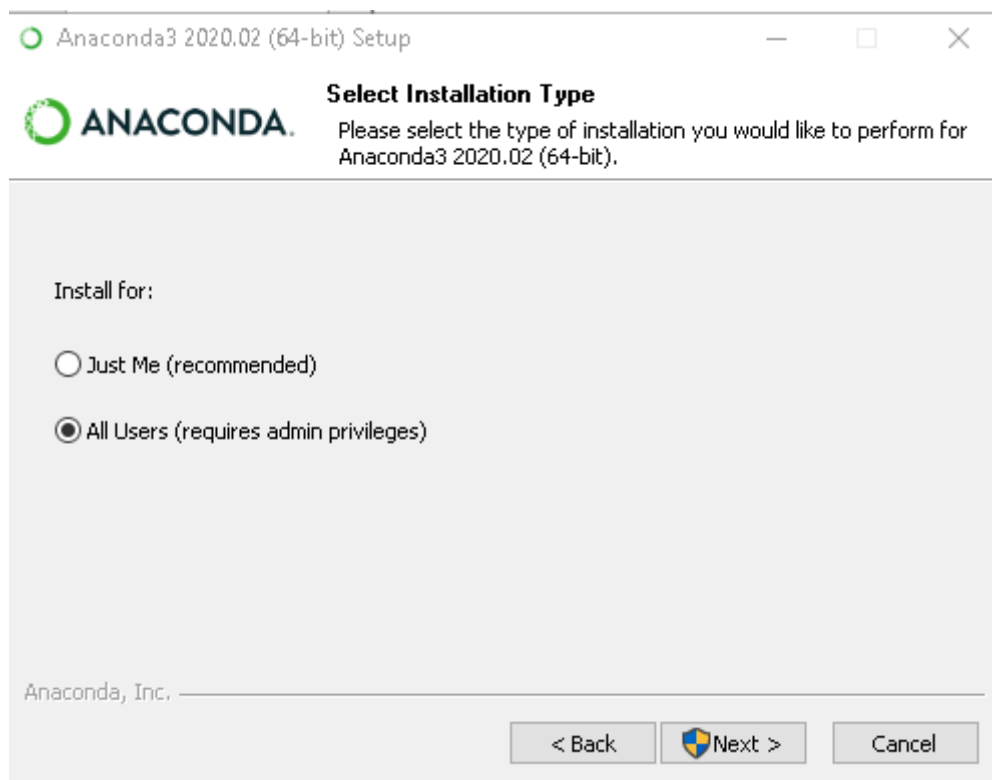 Anaconda3 2020.02 (64-bit) Setup
ANACONDA.
Select Installation Type
Please select the type of installation you would like to perform for
Anaconda3 2020.02 (64-bit).
Install for:
Just Me (recommended)
All Users (requires admin privileges)
Anaconda, Inc.
< Back
Next >
Cancel